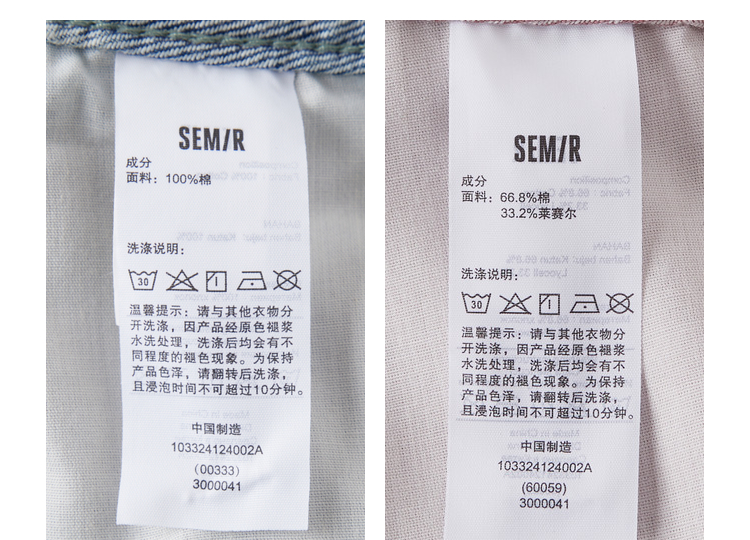 SEM/R
成分
面料：100%棉
洗涤说明：
30
温馨提示：请与其他衣物分
开洗涤，因产品经原色褪浆
水洗处理，洗涤后均会有不
同程度的褪色现象。为保持
产品色泽，请翻转后洗涤，
且浸泡时间不可超过10分钟。
中国制造
103324124002A
(00333)
3000041
SEM/R
成分
面料：66.8%棉
33.2%莱赛尔
洗涤说明：
30
温馨提示：请与其他衣物分
开洗涤，因产品经原色褪浆
水洗处理，洗涤后均会有不
同程度的褪色现象。为保持
产品色泽，请翻转后洗涤，
且浸泡时间不可超过10分钟。
中国制造
103324124002A
(60059)
3000041